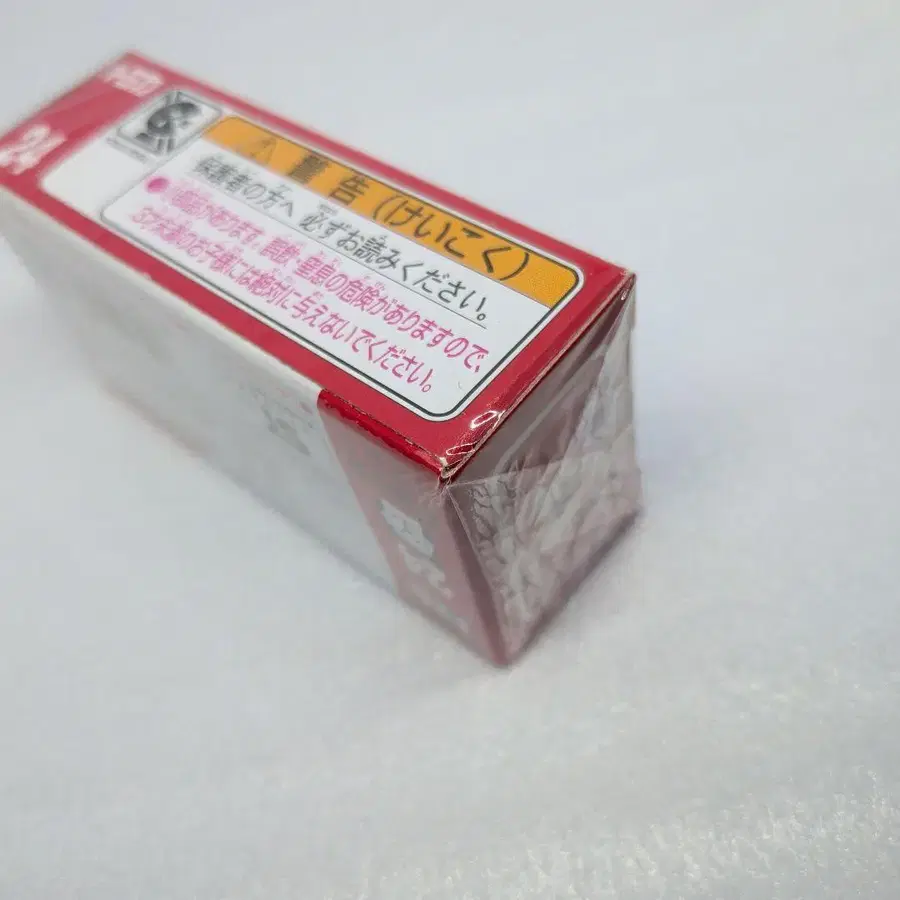 24
警告(けいこく)
保護者の方へ 必ずお読みください。
●小部品があります。誤飲・窒息の危険がありますので、
3才未満のお子様には絶対に与えないでください。